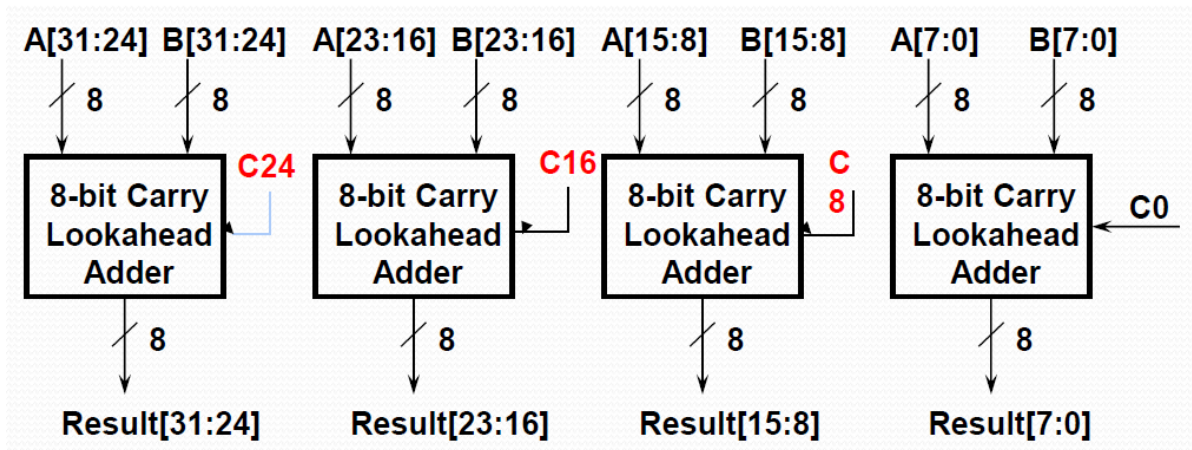 A[31:24] B[31:24] A[23:16] B[23:16] A[15:8] B[15:8] A[7:0] B[7:0]
8 8 8 8 8 8 8 8
C24 C16 C
8
8-bit Carry
Lookahead
Adder
8-bit Carry
Lookahead
Adder
8-bit Carry
Lookahead
Adder
8-bit Carry
Lookahead
Adder
C0
8 8 8 8
Result[31:24] Result[23:16] Result[15:8] Result[7:0]